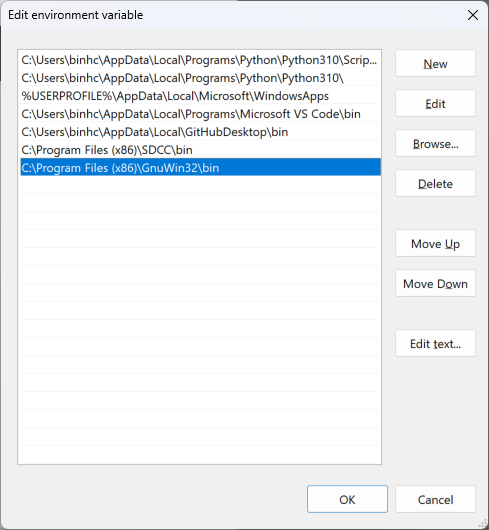 Edit environment variable
C:\Users\binhc\AppData\Local\Programs\Python\Python310\Scrip...
C:\Users\binhc\AppData\Local\Programs\Python\Python310\
%USERPROFILE%\AppData\Local\Microsoft\WindowsApps
C:\Users\binhc\AppData\Local\Programs\Microsoft VS Code\bin
C:\Users\binhc\AppData\Local\GitHubDesktop\bin
C:\Program Files (x86)\SDCC\bin
C:\Program Files (x86)\GnuWin32\bin
New
Edit
Browse...
Delete
Move Up
Move Down
Edit text...
OK
Cancel